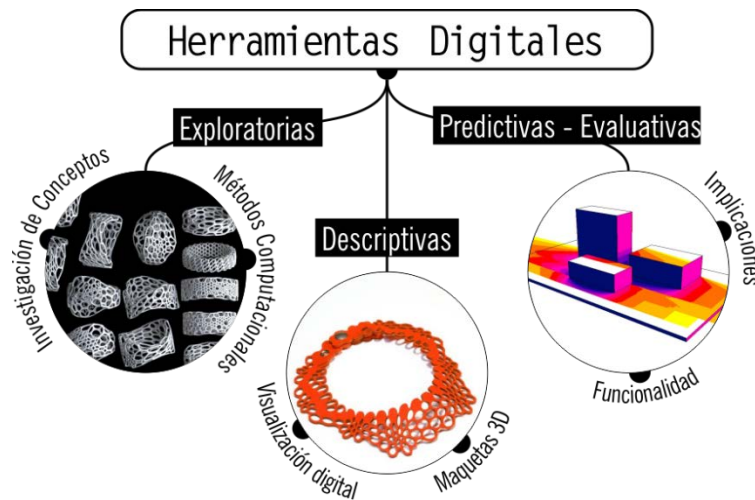 Herramientas Digitales
Exploratorias
Predictivas - Evaluativas
Investigación de Conceptos
Métodos Computacionales
Implicaciones
Descriptivas
Funcionalidad
Visualización digital
Maquetas 3D